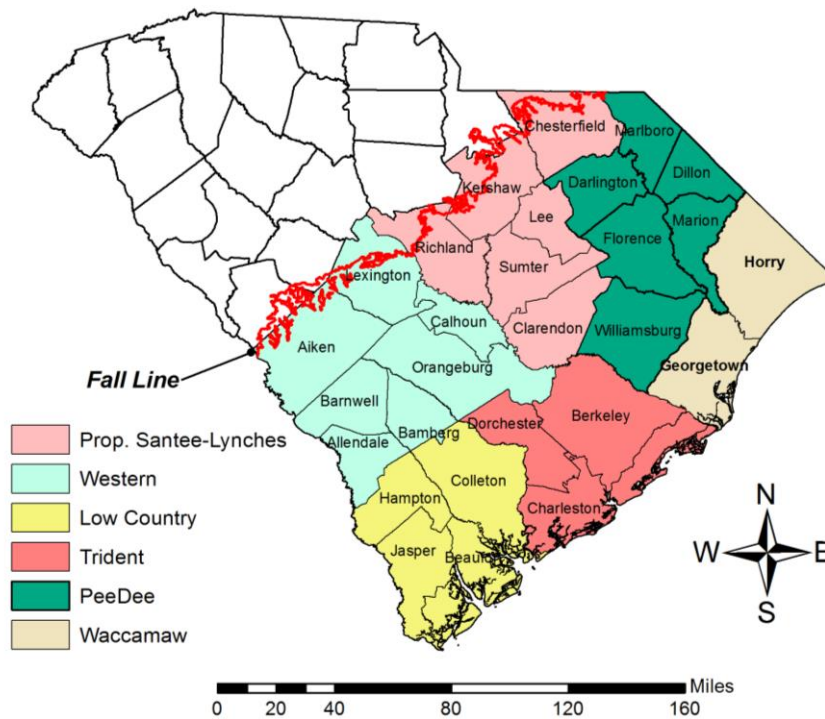 Chesterfield
Marlboro
Darlington
Dillon
Kershaw
Lee
Marion
Richland
Florence
Horry
Lexington
Sumter
Calhoun
Clarendon
Williamsburg
Aiken
Orangeburg
Georgetown
Fall Line
Barnwell
Berkeley
Bamberg
Dorchester
Allendale
Colleton
Hampton
Charleston
Jasper
Beaufort
Prop. Santee-Lynches
Western
Low Country
Trident
PeeDee
Waccamaw
N
W
E
S
Miles
0 20 40 80 120 160